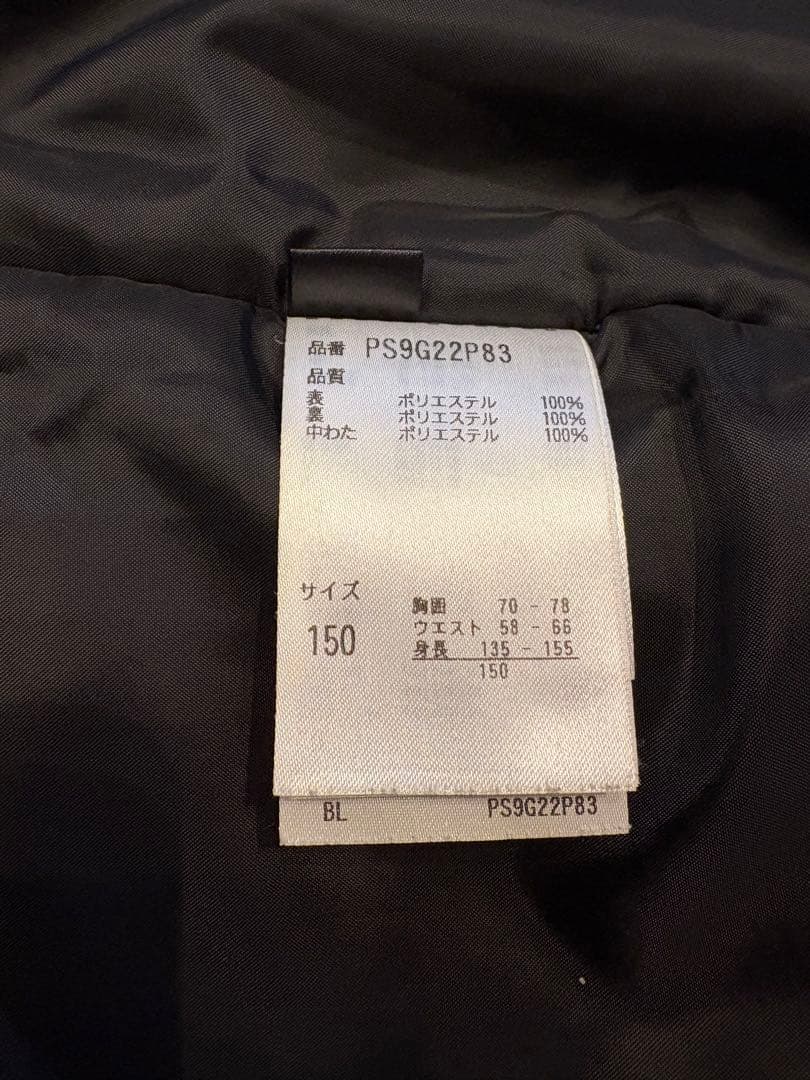 品番 PS9G22P83
品質
表 ポリエステル 100%
裏 ポリエステル 100%
中わた ポリエステル 100%
サイズ
150
胸囲 70 - 78
ウエスト 58 - 66
身長 135 - 155
150
BL PS9G22P83